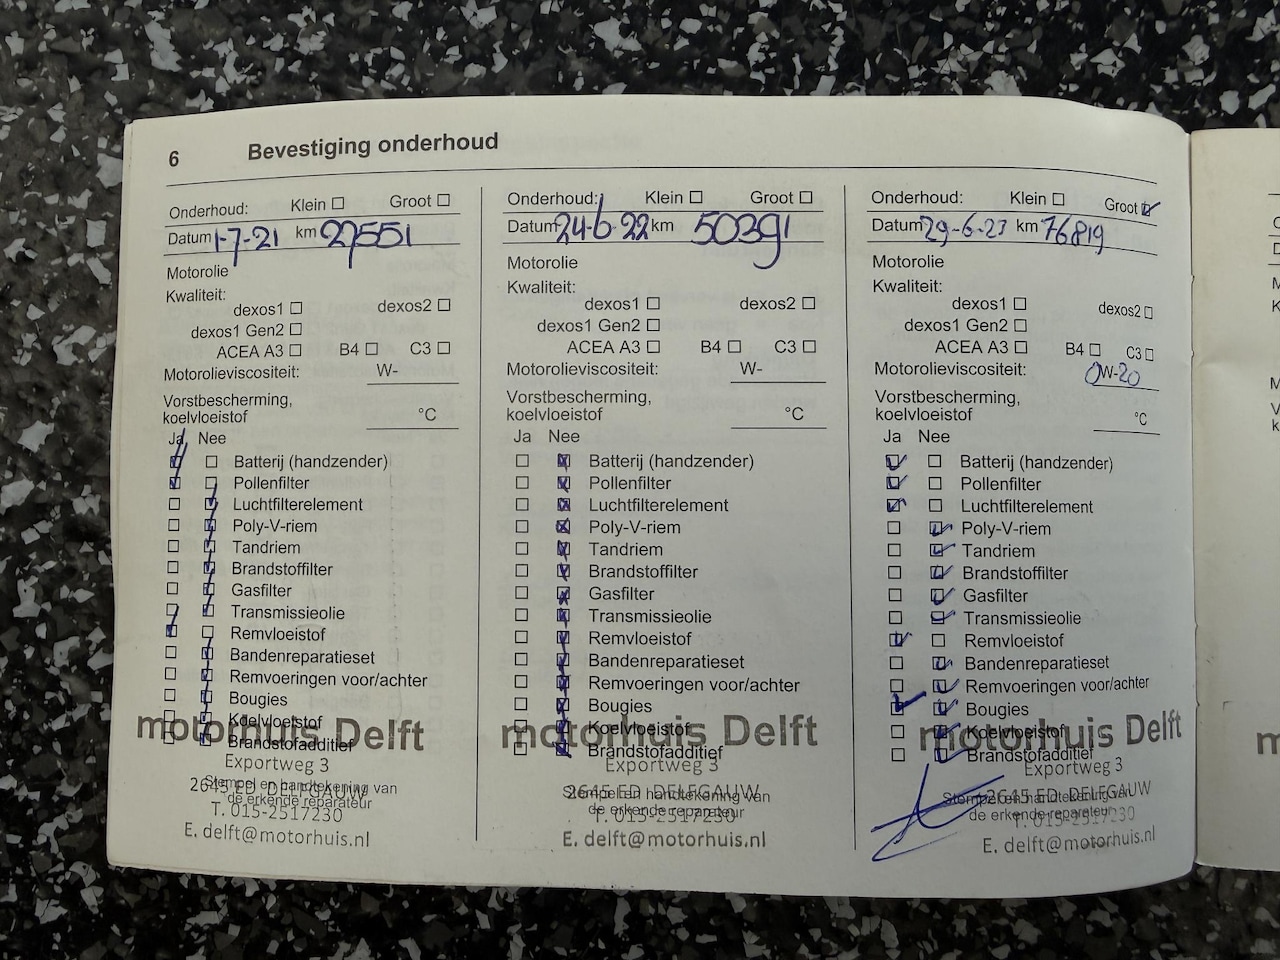 6 Bevestiging onderhoud
Onderhoud: Klein ☐ Groot ☐
Datum 1-7-21 km 27551
Motorolie
Kwaliteit:
dexos1 ☐ dexos2 ☐
dexos1 Gen2 ☐
ACEA A3 ☐ B4 ☐ C3 ☐
Motorolieviscositeit: W-
Vorstbescherming,
koelvloeistof °C
Ja Nee
Batterij (handzender)
Pollenfilter
Luchtfilterelement
Poly-V-riem
Tandriem
Brandstoffilter
Gasfilter
Transmissieolie
Remvloeistof
Bandenreparatieset
Remvoeringen voor/achter
Bougies
Koelvloeistof
motorhuis Delft
Brandstofadditief
Exportweg 3
Stempel en handtekening van
2645 ED DELFGAUW
de erkende reparateur
T. 015-2517230
E. delft@motorhuis.nl
Onderhoud: Klein ☐ Groot ☐
Datum 24-6-22 km 50391
Motorolie
Kwaliteit:
dexos1 ☐ dexos2 ☐
dexos1 Gen2 ☐
ACEA A3 ☐ B4 ☐ C3 ☐
Motorolieviscositeit: W-
Vorstbescherming,
koelvloeistof °C
Ja Nee
Batterij (handzender)
Pollenfilter
Luchtfilterelement
Poly-V-riem
Tandriem
Brandstoffilter
Gasfilter
Transmissieolie
Remvloeistof
Bandenreparatieset
Remvoeringen voor/achter
Bougies
Koelvloeistof
motorhuis Delft
Brandstofadditief
Exportweg 3
Stempel en handtekening van
2645 ED DELFGAUW
de erkende reparateur
T. 015-2517230
E. delft@motorhuis.nl
Onderhoud: Klein ☐ Groot ☑
Datum 29-6-23 km 76819
Motorolie
Kwaliteit:
dexos1 ☐ dexos2 ☐
dexos1 Gen2 ☐
ACEA A3 ☐ B4 ☐ C3 ☐
Motorolieviscositeit: 0W-20
Vorstbescherming,
koelvloeistof °C
Ja Nee
Batterij (handzender)
Pollenfilter
Luchtfilterelement
Poly-V-riem
Tandriem
Brandstoffilter
Gasfilter
Transmissieolie
Remvloeistof
Bandenreparatieset
Remvoeringen voor/achter
Bougies
Koelvloeistof
motorhuis Delft
Brandstofadditief
Exportweg 3
Stempel en handtekening van
2645 ED DELFGAUW
de erkende reparateur
T. 015-2517230
E. delft@motorhuis.nl